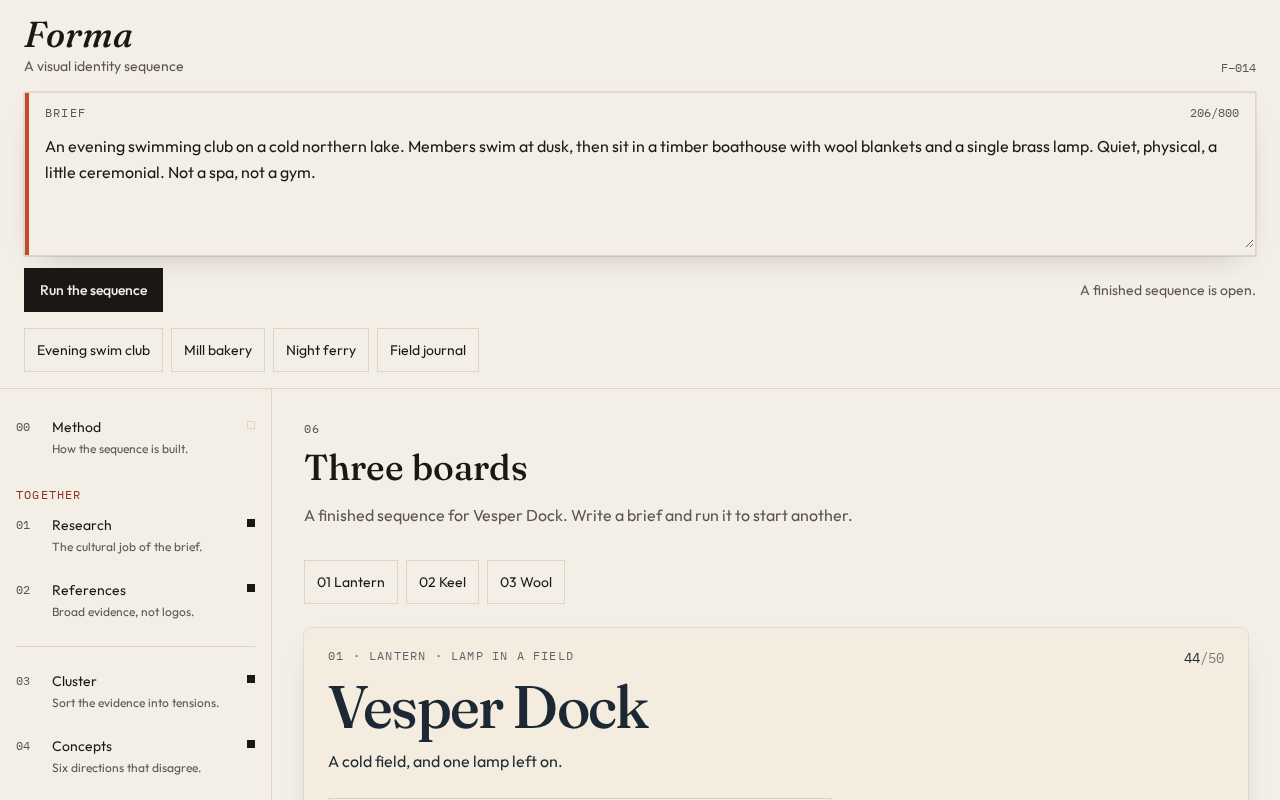 Forma
A visual identity sequence
F—014
BRIEF
206/800
An evening swimming club on a cold northern lake. Members swim at dusk, then sit in a timber boathouse with wool blankets and a single brass lamp. Quiet, physical, a
little ceremonial. Not a spa, not a gym.
Run the sequence
A finished sequence is open.
Evening swim club
Mill bakery
Night ferry
Field journal
00 Method
How the sequence is built.
TOGETHER
01 Research
The cultural job of the brief.
02 References
Broad evidence, not logos.
03 Cluster
Sort the evidence into tensions.
04 Concepts
Six directions that disagree.
06
Three boards
A finished sequence for Vesper Dock. Write a brief and run it to start another.
01 Lantern
02 Keel
03 Wool
01 · LANTERN · LAMP IN A FIELD
44/50
Vesper Dock
A cold field, and one lamp left on.